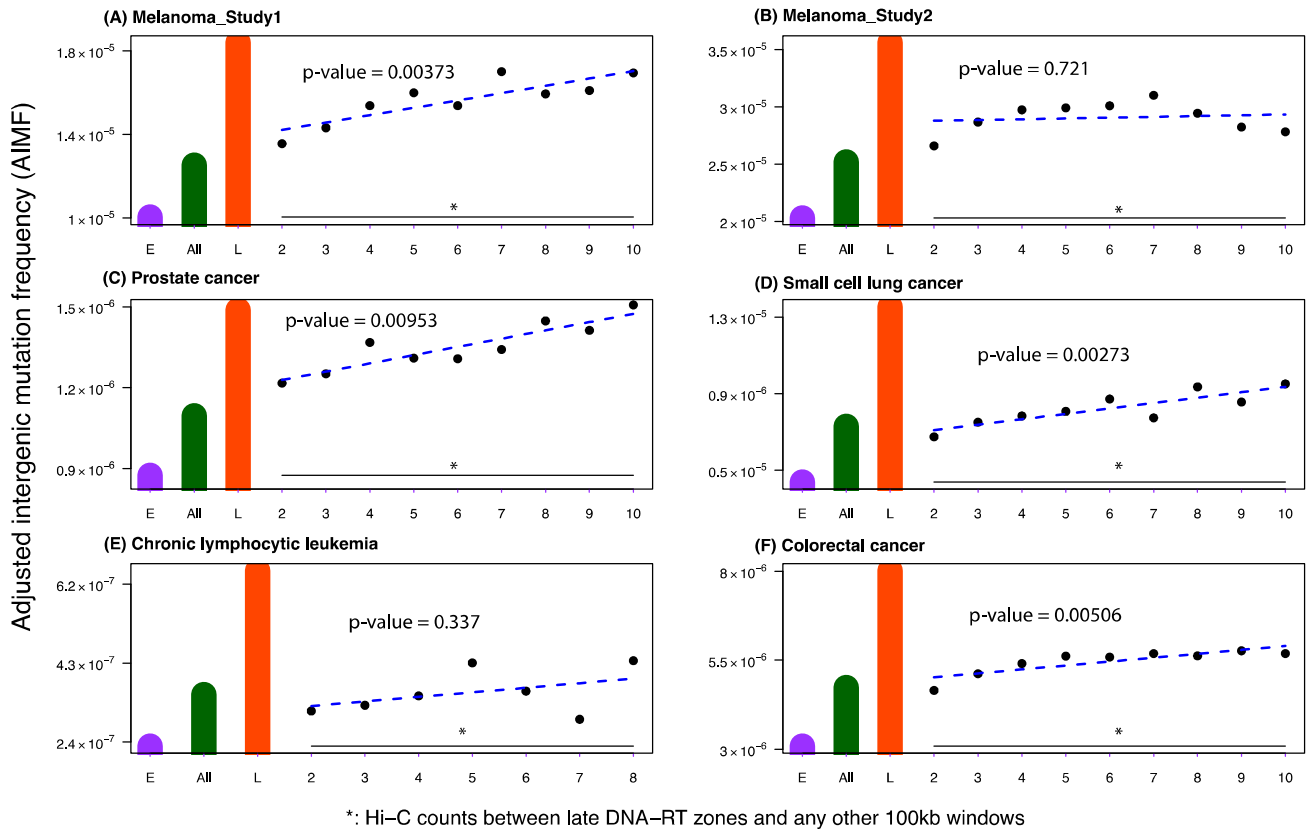 (A) Melanoma_Study1
1.8 × 10⁻⁵
1.4 × 10⁻⁵
1 × 10⁻⁵
p-value = 0.00373
*
E All L 2 3 4 5 6 7 8 9 10
(B) Melanoma_Study2
3.5 × 10⁻⁵
3 × 10⁻⁵
2.5 × 10⁻⁵
2 × 10⁻⁵
p-value = 0.721
*
E All L 2 3 4 5 6 7 8 9 10
Adjusted intergenic mutation frequency (AIMF)
(C) Prostate cancer
1.5 × 10⁻⁶
1.2 × 10⁻⁶
0.9 × 10⁻⁶
p-value = 0.00953
*
E All L 2 3 4 5 6 7 8 9 10
(D) Small cell lung cancer
1.3 × 10⁻⁵
0.9 × 10⁻⁶
0.5 × 10⁻⁵
p-value = 0.00273
*
E All L 2 3 4 5 6 7 8 9 10
(E) Chronic lymphocytic leukemia
6.2 × 10⁻⁷
4.3 × 10⁻⁷
2.4 × 10⁻⁷
p-value = 0.337
*
E All L 2 3 4 5 6 7 8
(F) Colorectal cancer
8 × 10⁻⁶
5.5 × 10⁻⁶
3 × 10⁻⁶
p-value = 0.00506
*
E All L 2 3 4 5 6 7 8 9 10
*: Hi–C counts between late DNA–RT zones and any other 100kb windows